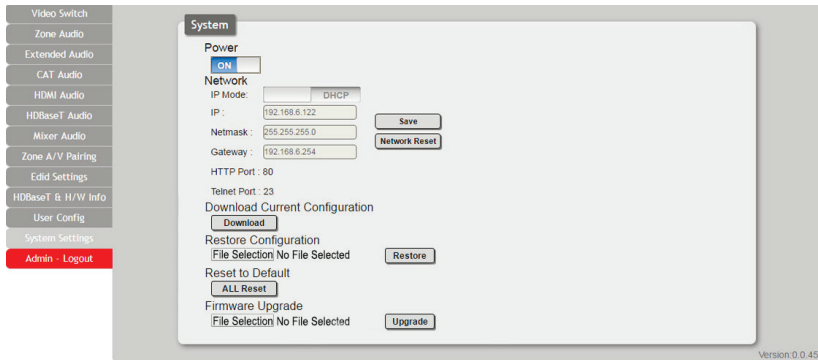 Video Switch
Zone Audio
Extended Audio
CAT Audio
HDMI Audio
HDBaseT Audio
Mixer Audio
Zone A/V Pairing
Edid Settings
HDBaseT & H/W Info
User Config
System Settings
Admin - Logout
System
Power
ON
Network
IP Mode: DHCP
IP : 192.168.6.122
Save
Netmask : 255.255.255.0
Network Reset
Gateway : 192.168.6.254
HTTP Port : 80
Telnet Port : 23
Download Current Configuration
Download
Restore Configuration
File Selection No File Selected Restore
Reset to Default
ALL Reset
Firmware Upgrade
File Selection No File Selected Upgrade
Version:0.0.45